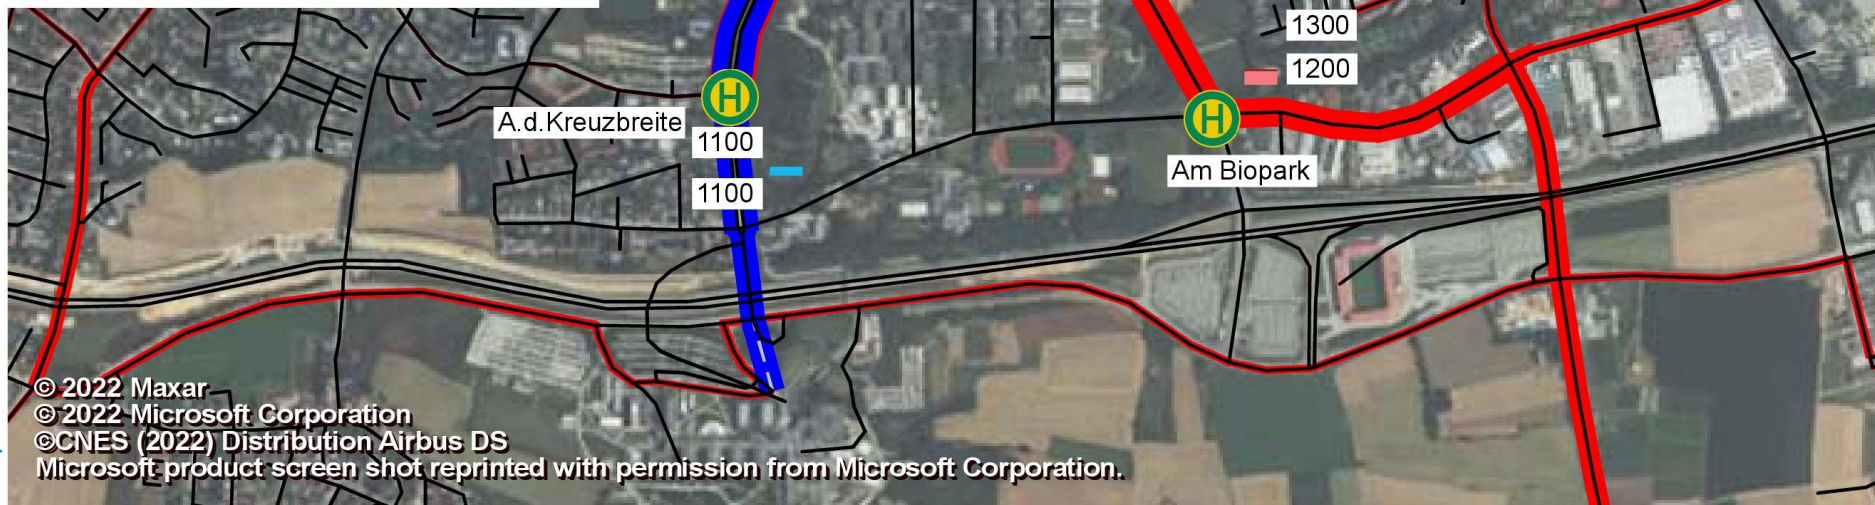 1300
1200
H
H
A.d.Kreuzbreite
1100
Am Biopark
1100
© 2022 Maxar
© 2022 Microsoft Corporation
©CNES (2022) Distribution Airbus DS
Microsoft product screen shot reprinted with permission from Microsoft Corporation.